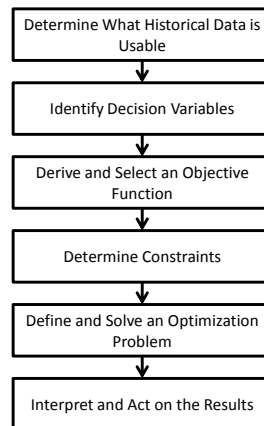 Determine What Historical Data is
Usable
Identify Decision Variables
Derive and Select an Objective
Function
Determine Constraints
Define and Solve an Optimization
Problem
Interpret and Act on the Results